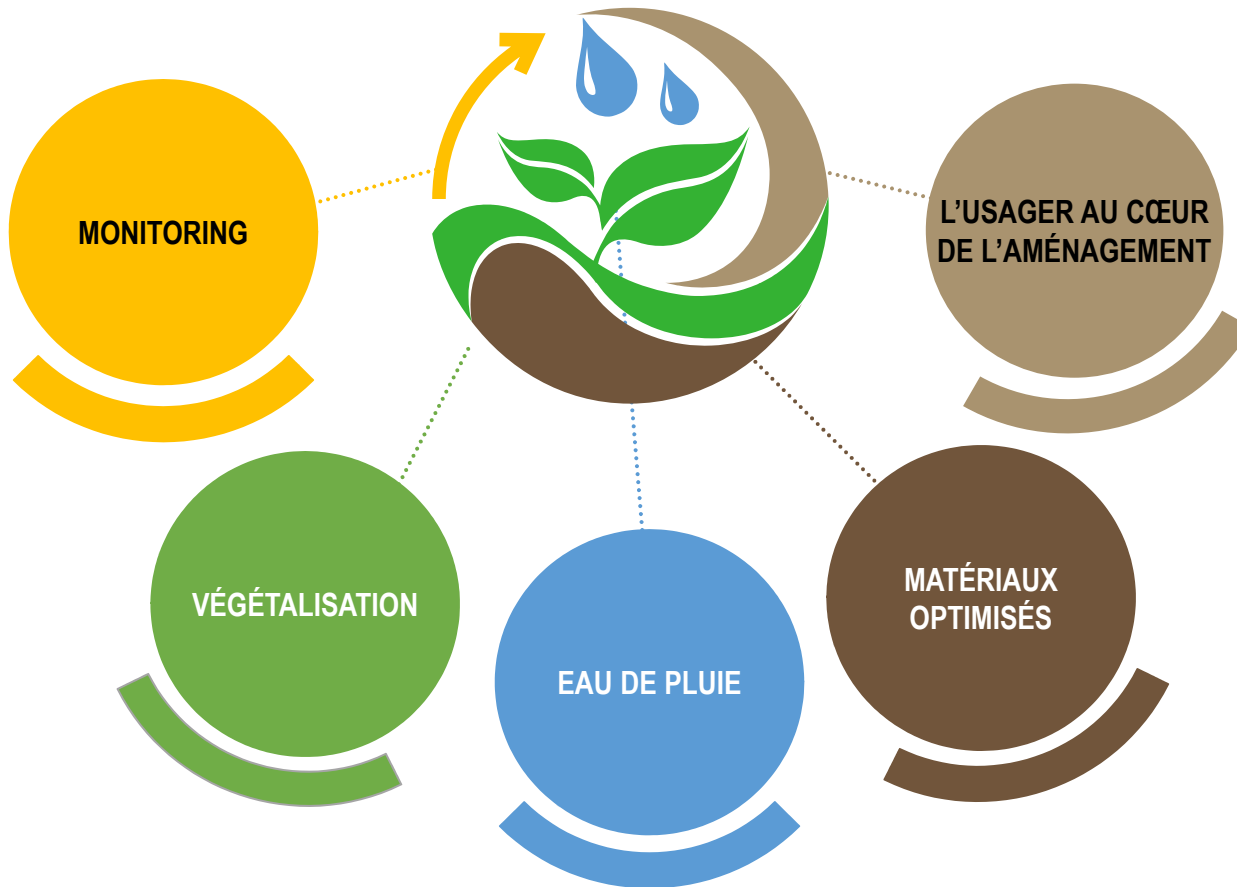 MONITORING
L’USAGER AU CŒUR
DE L’AMÉNAGEMENT
VÉGÉTALISATION
MATÉRIAUX
OPTIMISÉS
EAU DE PLUIE